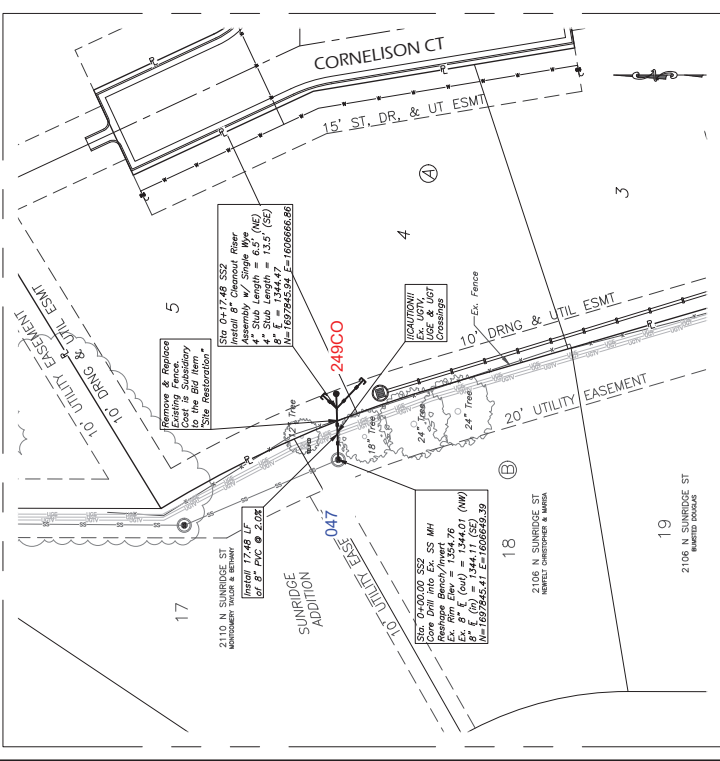 CORNELISON CT
15' ST, DR, & UT ESMT
A
4
3
5
Sta 0+17.48 SS2
Install 8" Cleanout Riser
Assembly w/ Single Wye
4" Stub Length = 6.5' (NE)
4" Stub Length = 13.5' (SE)
8" ℄ = 1344.47
N=1697845.94 E=1606666.86
!!CAUTION!!
Ex. UGTV,
UGE & UGT
Crossings
249CO
Ex. Fence
10' DRNG & UTIL ESMT
Remove & Replace
Existing Fence.
Cost is Subsidiary
to the Bid Item
"Site Restoration"
10' UTILITY EASEMENT
10' DRNG & UTIL ESMT
12" Tree
18" Tree
24" Tree
24" Tree
20' UTILITY EASEMENT
Install 17.48 LF
of 8" PVC @ 2.0%
047
17
2110 N SUNRIDGE ST
MONTGOMERY TAYLOR & BETHANY
SUNRIDGE
ADDITION
10' UTILITY EASE
Sta. 0+00.00 SS2
Core Drill into Ex. SS MH
Reshape Bench/Invert
Ex. Rim Elev = 1354.76
Ex. 8" ℄ (out) = 1344.01 (NW)
8" ℄ (in) = 1344.11 (SE)
N=1697845.41 E=1606649.39
B
18
2106 N SUNRIDGE ST
NEWFELT CHRISTOPHER & MARISA
19
2106 N SUNRIDGE ST
BUMSTED DOUGLAS